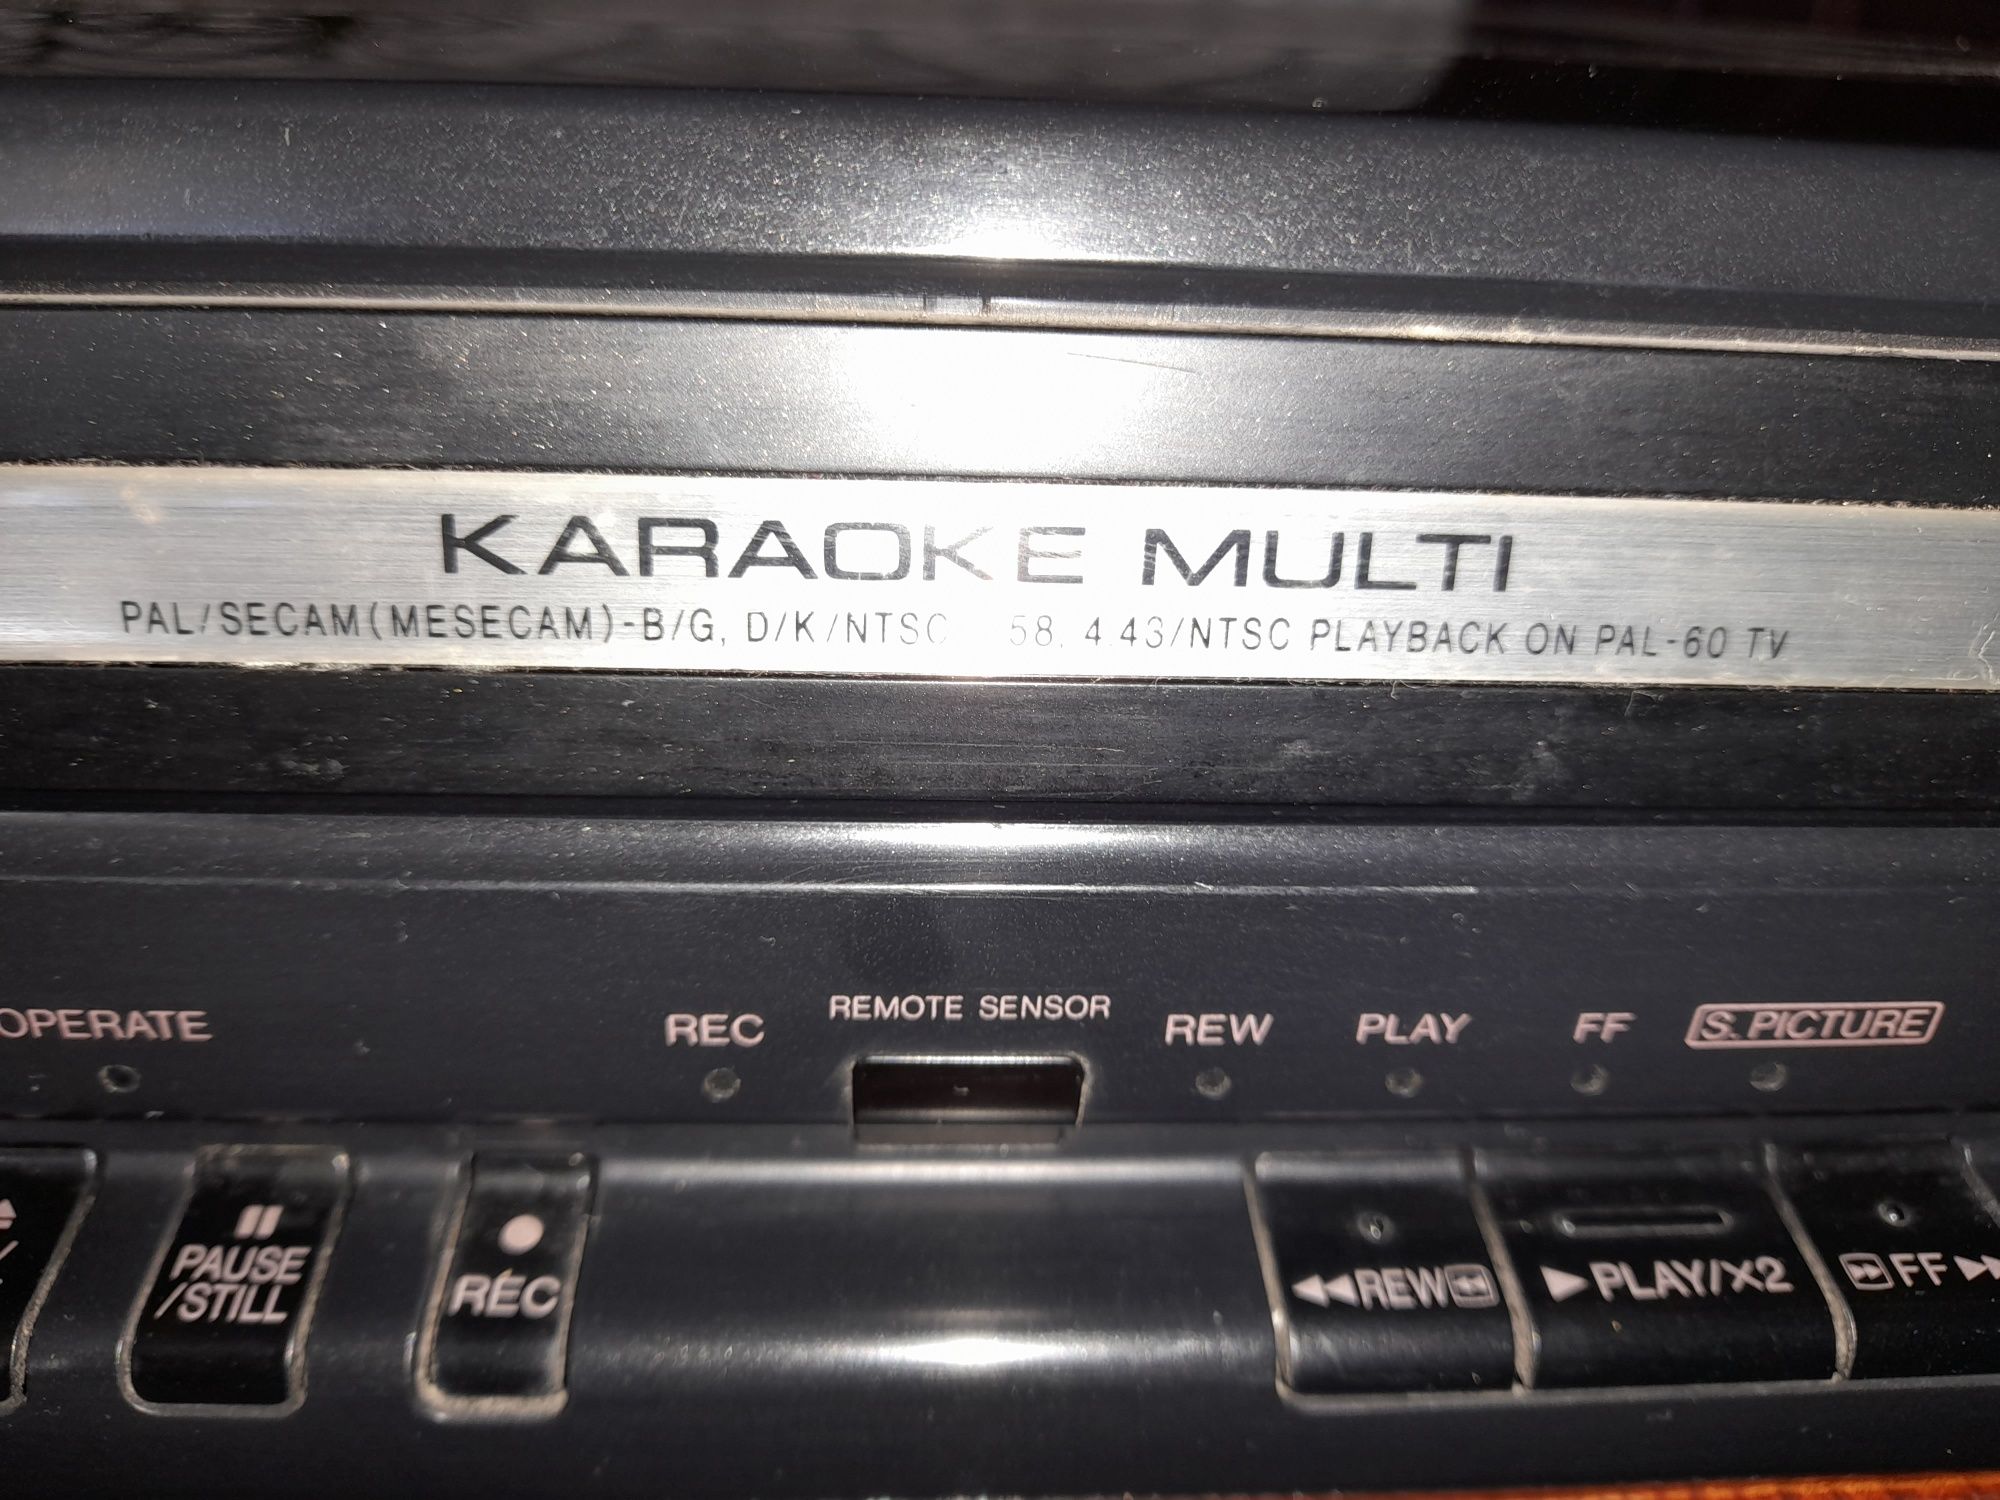 KARAOKE MULTI
PAL/SECAM(MESECAM)-B/G, D/K/NTSC 58, 4.43/NTSC PLAYBACK ON PAL-60 TV
OPERATE
REC
REMOTE SENSOR
REW
PLAY
FF
S. PICTURE
PAUSE
/STILL
REC
REW
PLAY/X2
FF